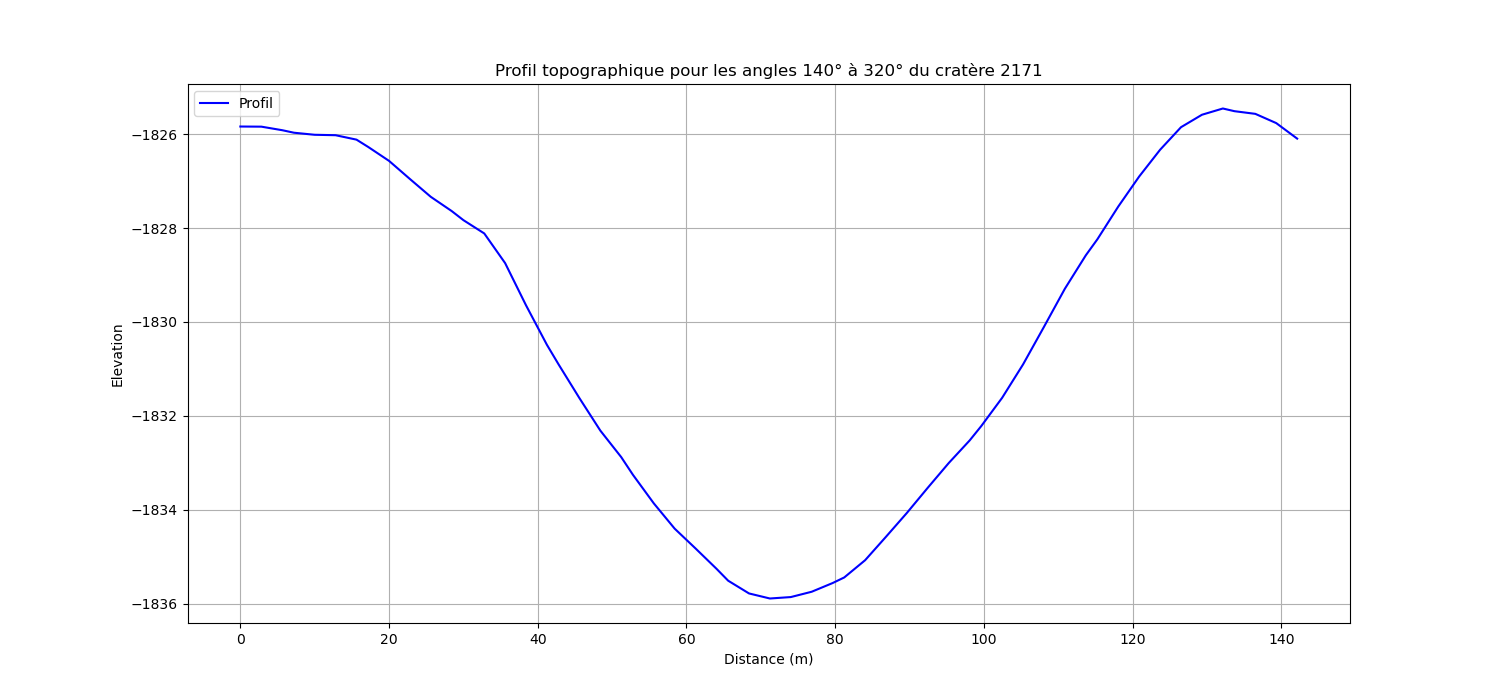 Profil topographique pour les angles 140° à 320° du cratère 2171
Profil
−1826
−1828
−1830
−1832
−1834
−1836
Elevation
0 20 40 60 80 100 120 140
Distance (m)